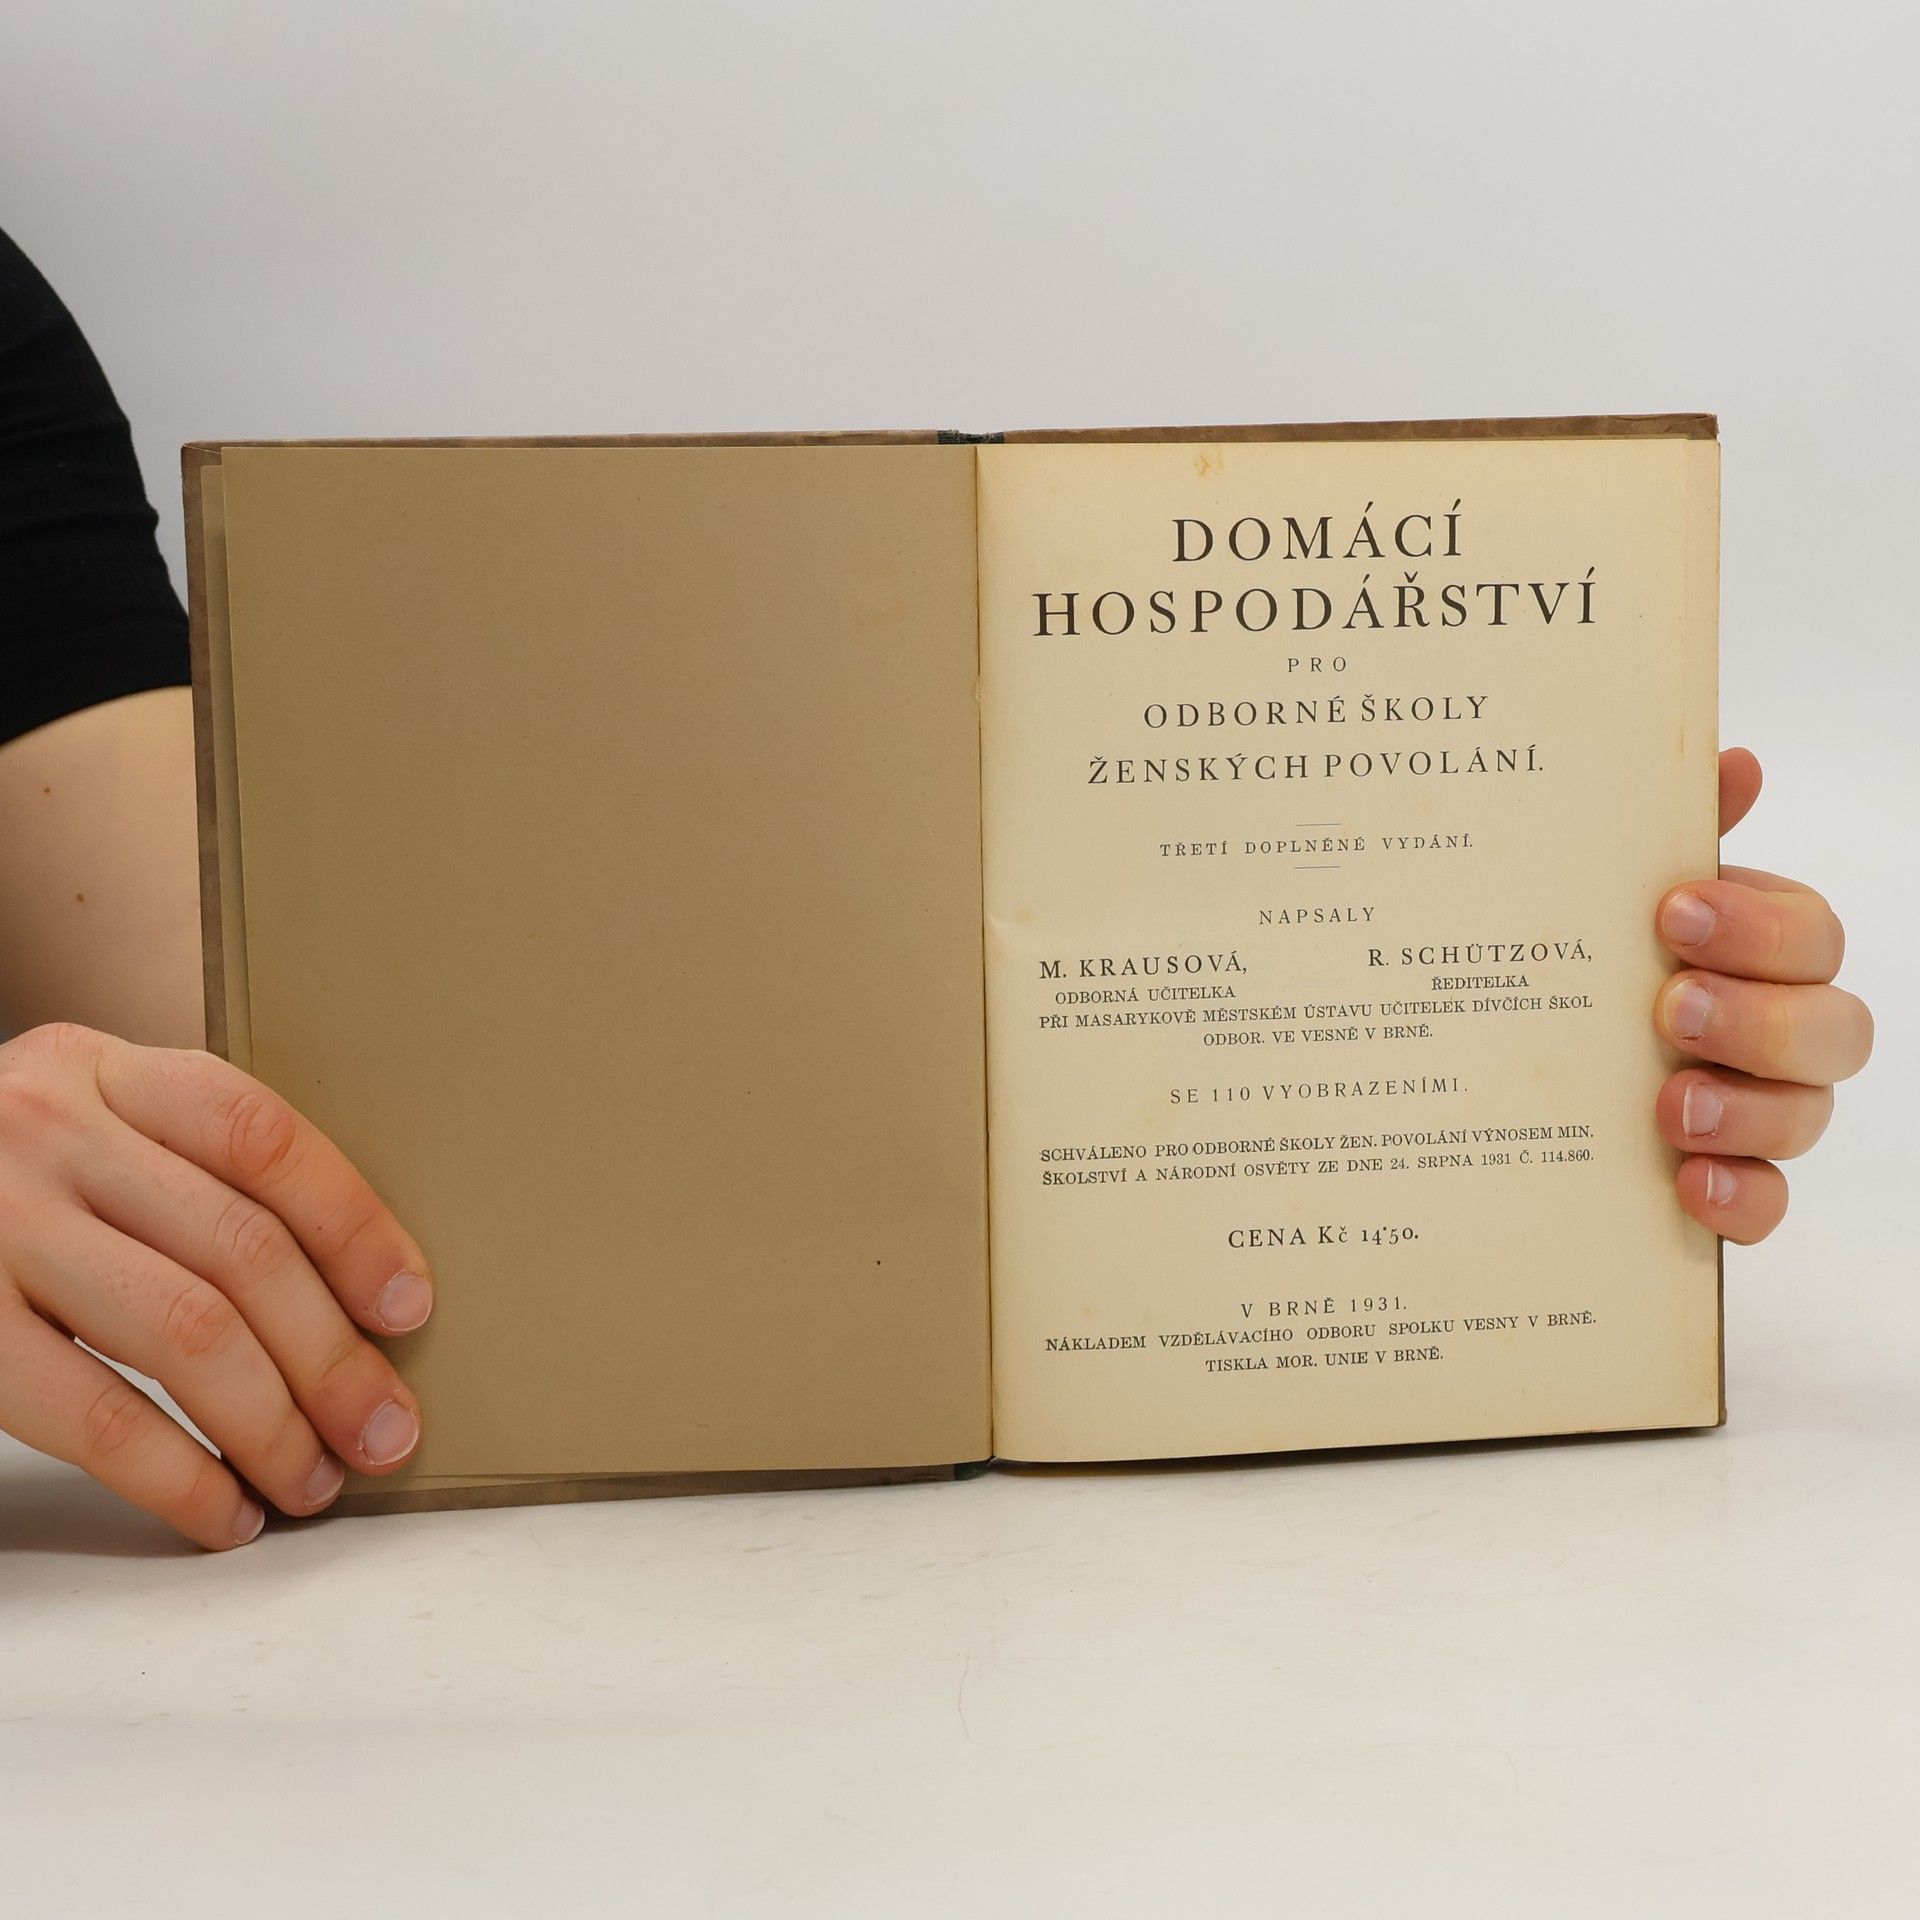 DOMÁCÍ
HOSPODÁŘSTVÍ
PRO
ODBORNÉ ŠKOLY
ŽENSKÝCH POVOLÁNÍ.
TŘETÍ DOPLNĚNÉ VYDÁNÍ.
NAPSALY
M. KRAUSOVÁ, R. SCHÜTZOVÁ,
ODBORNÁ UČITELKA ŘEDITELKA
PŘI MASARYKOVĚ MĚSTSKÉM ÚSTAVU UČITELEK DÍVČÍCH ŠKOL
ODBOR. VE VESNĚ V BRNĚ.
SE 110 VYOBRAZENÍMI.
SCHVÁLENO PRO ODBORNÉ ŠKOLY ŽEN. POVOLÁNÍ VÝNOSEM MIN.
ŠKOLSTVÍ A NÁRODNÍ OSVĚTY ZE DNE 24. SRPNA 1931 Č. 114.860.
CENA Kč 14·50.
V BRNĚ 1931.
NÁKLADEM VZDĚLÁVACÍHO ODBORU SPOLKU VESNY V BRNĚ.
TISKLA MOR. UNIE V BRNĚ.